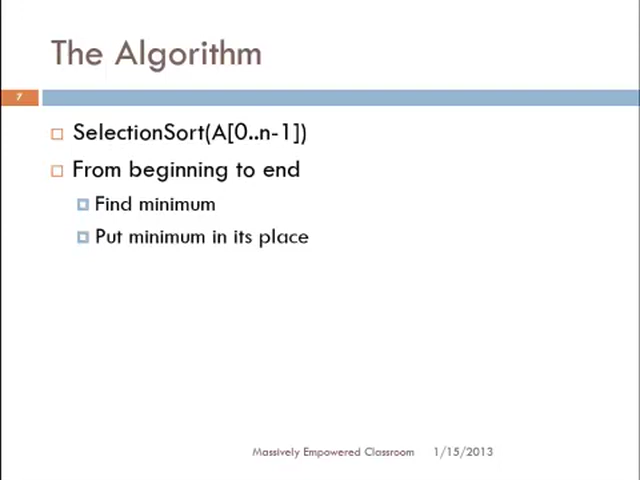 The Algorithm
7
SelectionSort(A[0..n-1])
From beginning to end
Find minimum
Put minimum in its place
Massively Empowered Classroom 1/15/2013